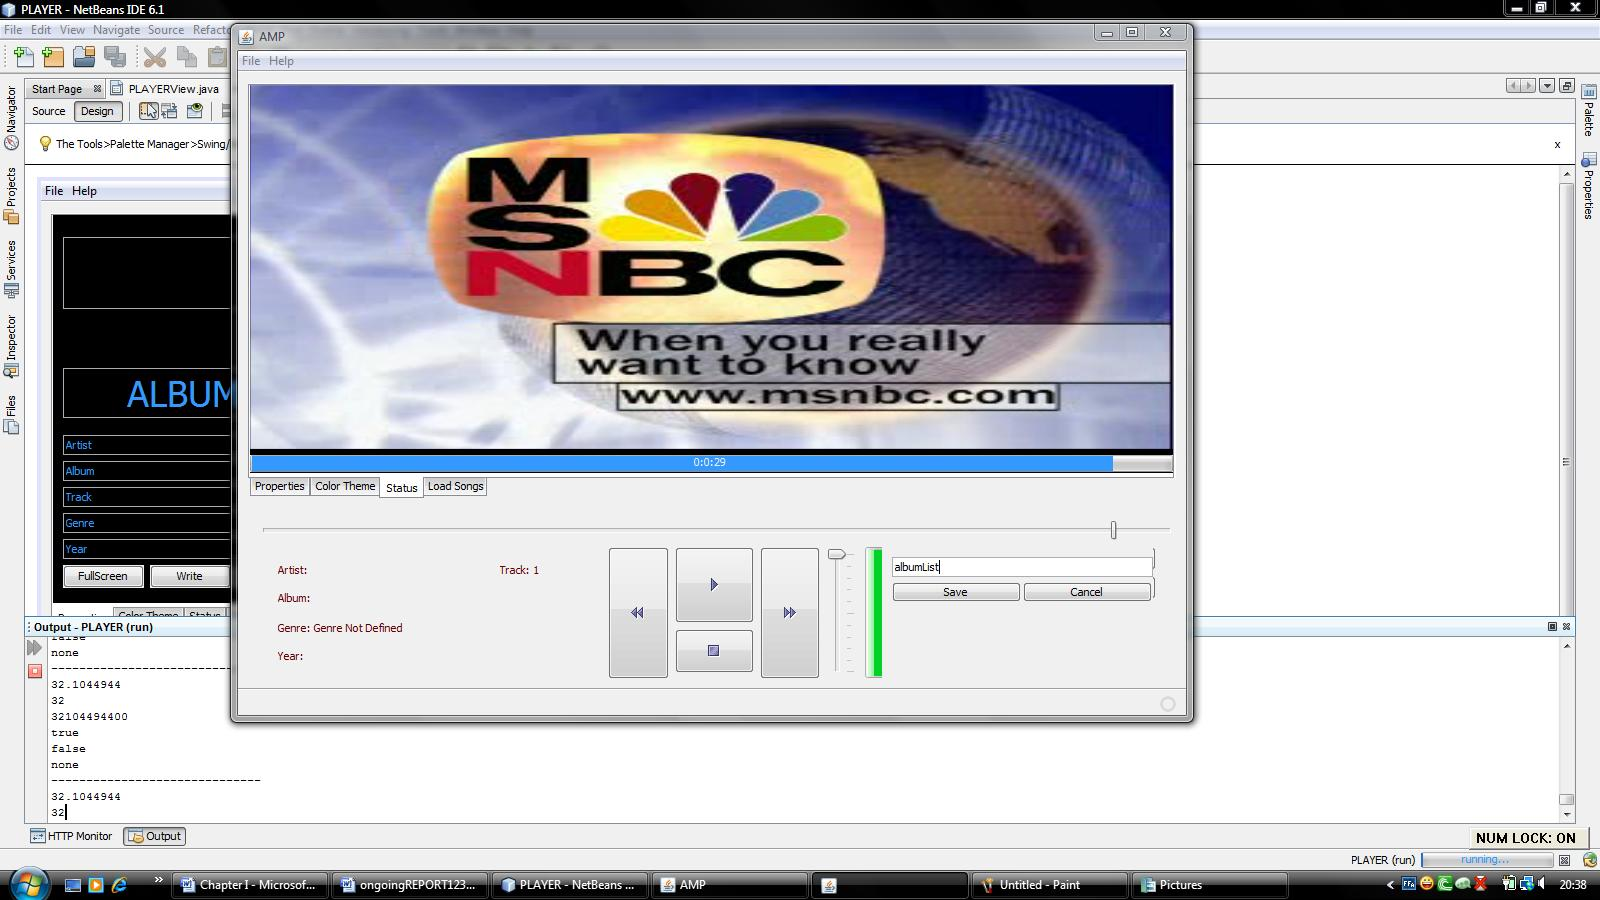 PLAYER - NetBeans IDE 6.1
File Edit View Navigate Source Refacto
Start Page
PLAYERView.java
Source Design
The Tools>Palette Manager>Swing/
x
Navigator
Projects
Services
Inspector
Files
Palette
Properties
File Help
ALBUM
Artist
Album
Track
Genre
Year
FullScreen Write
AMP
File Help
MSNBC
When you really
want to know
www.msnbc.com
0:0:29
Properties Color Theme Status Load Songs
Artist:
Track: 1
Album:
Genre: Genre Not Defined
Year:
albumList
Save Cancel
Output - PLAYER (run)
false
none
------------------------------
32.1044944
32
32104494400
true
false
none
------------------------------
32.1044944
32
HTTP Monitor Output
NUM LOCK: ON
PLAYER (run) running...
Chapter I - Microsof...
ongoingREPORT123...
PLAYER - NetBeans ...
AMP
Untitled - Paint
Pictures
20:38